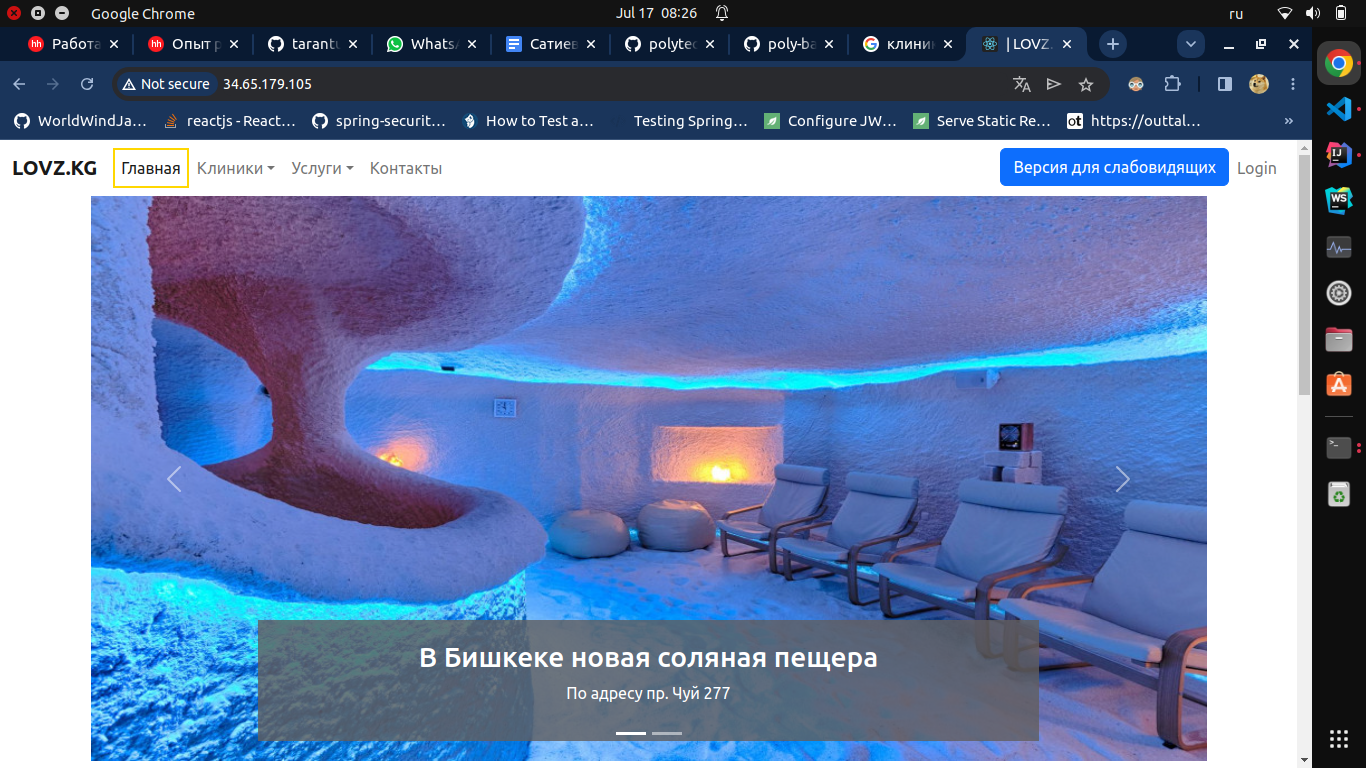 Google Chrome
Jul 17 08:26
ru
Работа
Опыт р
tarantu
WhatsA
Сатиев
polytec
poly-ba
клиник
| LOVZ.
Not secure
34.65.179.105
WorldWindJa...
reactjs - React...
spring-securit...
How to Test a...
Testing Spring...
Configure JW...
Serve Static Re...
https://outtal...
»
LOVZ.KG
Главная
Клиники
Услуги
Контакты
Версия для слабовидящих
Login
В Бишкеке новая соляная пещера
По адресу пр. Чуй 277